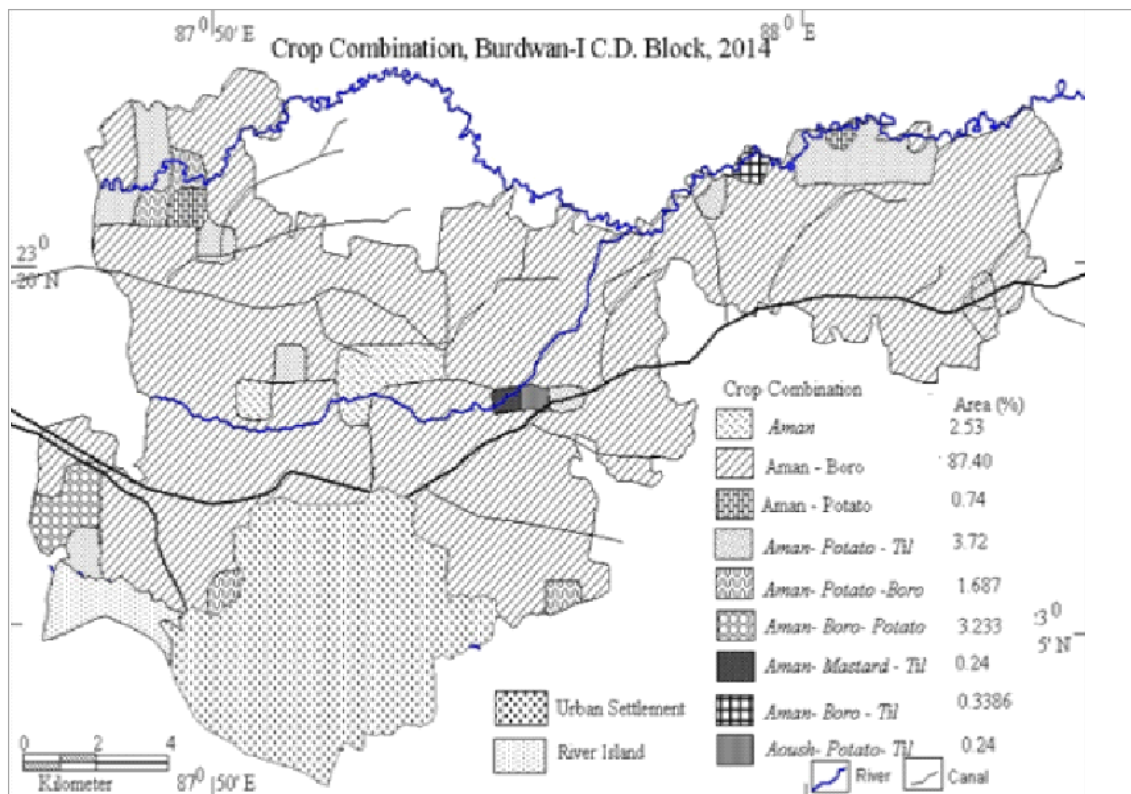 87⁰ 50' E
88⁰ E
Crop Combination, Burdwan-I C.D. Block, 2014
23⁰
20' N
Crop Combination
Area (%)
Aman 2.53
Aman - Boro 87.40
Aman - Potato 0.74
Aman- Potato - Til 3.72
Aman- Potato -Boro 1.687
Aman- Boro- Potato 3.233
:3⁰
5' N
Aman- Mastard - Til 0.24
Urban Settlement
Aman- Boro - Til 0.3386
River Island
Aoush- Potato- Til 0.24
0 2 4
Kilometer
87⁰ 50' E
River
Canal